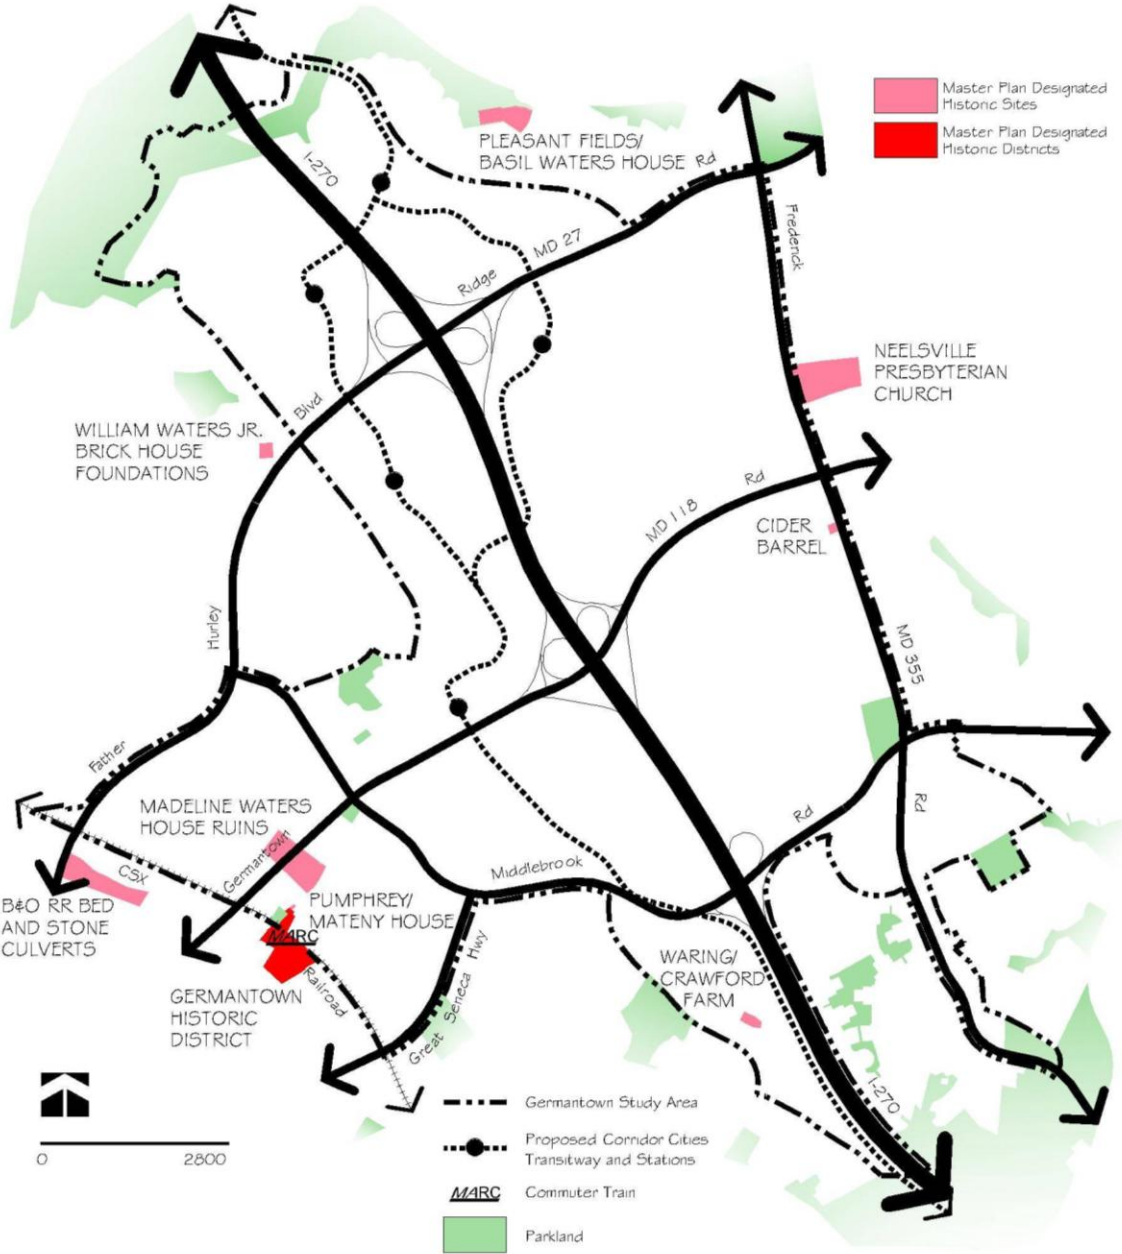 Master Plan Designated
Historic Sites
Master Plan Designated
Historic Districts
PLEASANT FIELDS/
BASIL WATERS HOUSE
Rd
I-270
Frederick
MD 27
Ridge
NEELSVILLE
PRESBYTERIAN
CHURCH
Blvd
WILLIAM WATERS JR.
BRICK HOUSE
FOUNDATIONS
Rd
MD 118
CIDER
BARREL
Hurley
MD 355
Father
MADELINE WATERS
HOUSE RUINS
Rd
Rd
Germantown
CSX
Middlebrook
B&O RR BED
AND STONE
CULVERTS
PUMPHREY/
MATENY HOUSE
MARC
Railroad
Great Seneca Hwy
WARING/
CRAWFORD
FARM
GERMANTOWN
HISTORIC
DISTRICT
I-270
Germantown Study Area
Proposed Corridor Cities
Transitway and Stations
0 2800
MARC Commuter Train
Parkland